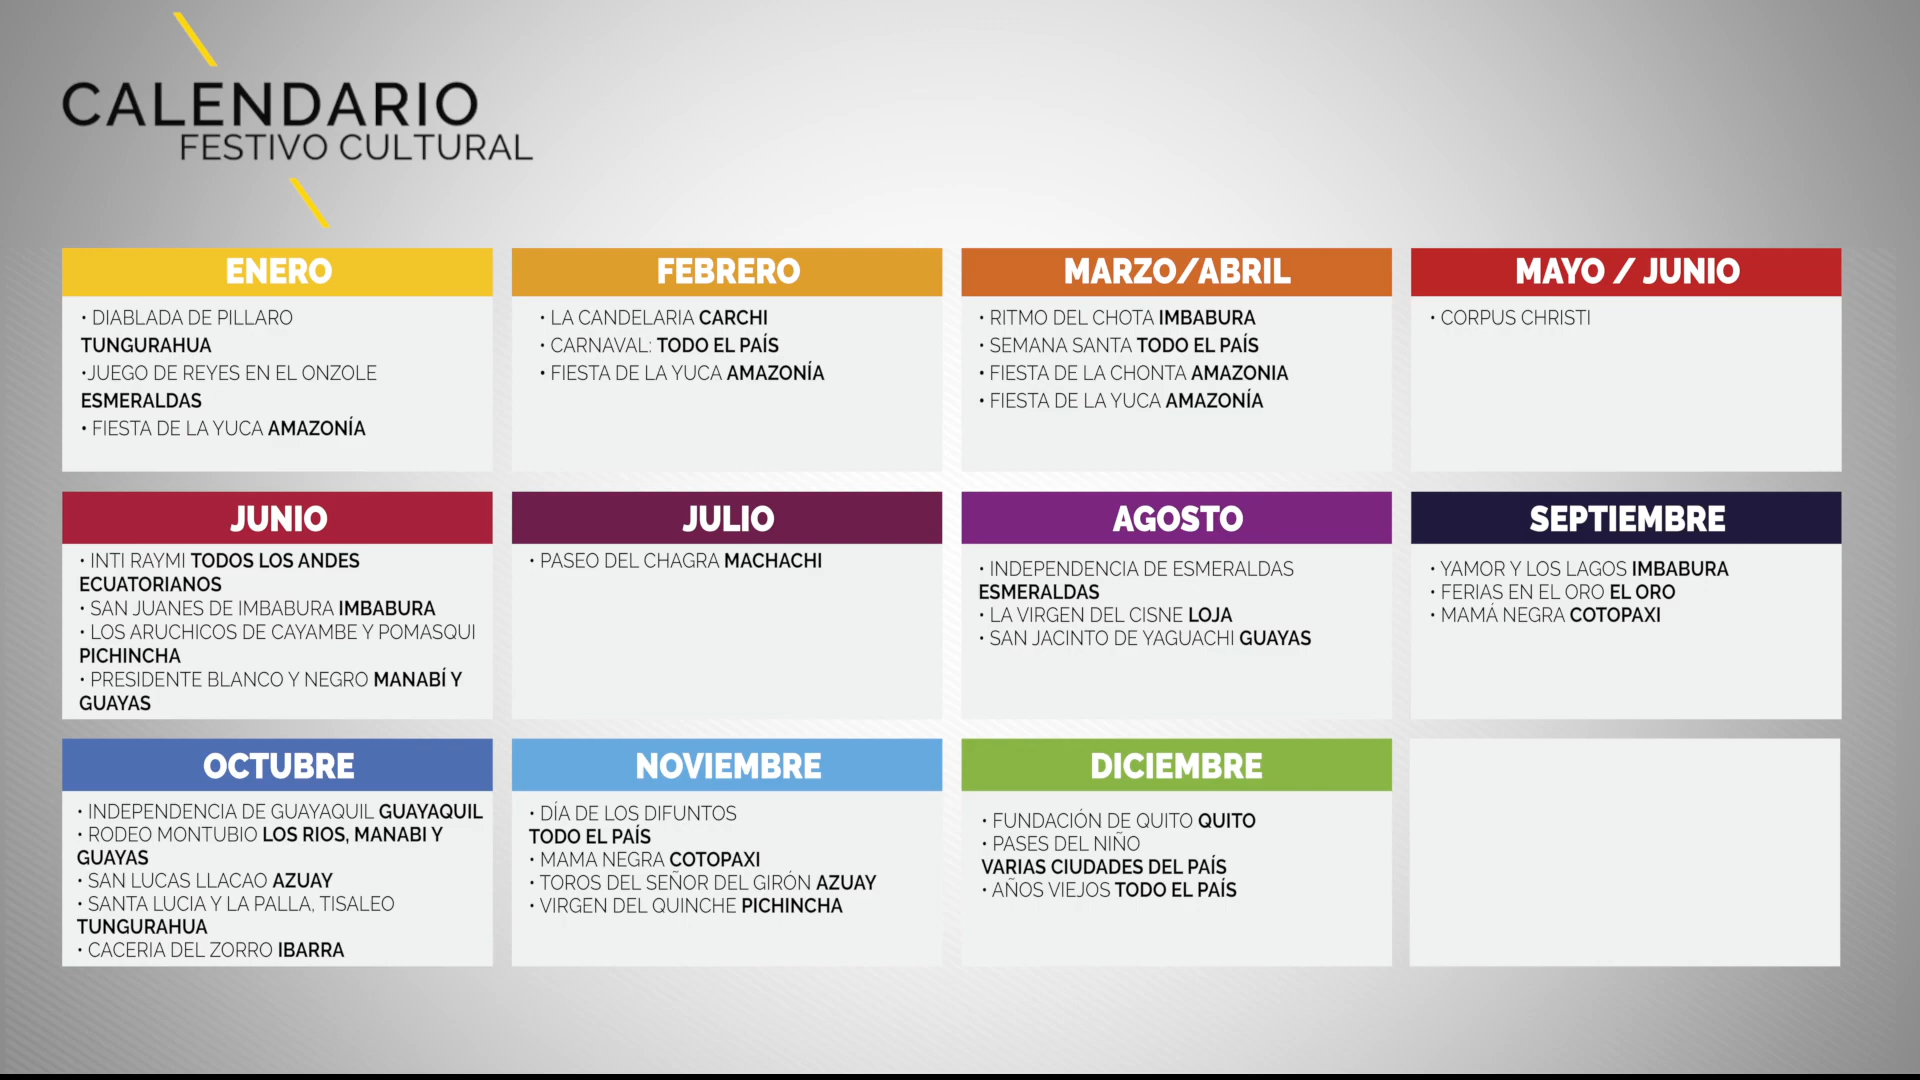 CALENDARIO
FESTIVO CULTURAL
ENERO
• DIABLADA DE PILLARO
TUNGURAHUA
•JUEGO DE REYES EN EL ONZOLE
ESMERALDAS
• FIESTA DE LA YUCA AMAZONÍA
FEBRERO
• LA CANDELARIA CARCHI
• CARNAVAL: TODO EL PAÍS
• FIESTA DE LA YUCA AMAZONÍA
MARZO/ABRIL
• RITMO DEL CHOTA IMBABURA
• SEMANA SANTA TODO EL PAÍS
• FIESTA DE LA CHONTA AMAZONIA
• FIESTA DE LA YUCA AMAZONÍA
MAYO / JUNIO
• CORPUS CHRISTI
JUNIO
• INTI RAYMI TODOS LOS ANDES
ECUATORIANOS
• SAN JUANES DE IMBABURA IMBABURA
• LOS ARUCHICOS DE CAYAMBE Y POMASQUI
PICHINCHA
• PRESIDENTE BLANCO Y NEGRO MANABÍ Y
GUAYAS
JULIO
• PASEO DEL CHAGRA MACHACHI
AGOSTO
• INDEPENDENCIA DE ESMERALDAS
ESMERALDAS
• LA VIRGEN DEL CISNE LOJA
• SAN JACINTO DE YAGUACHI GUAYAS
SEPTIEMBRE
• YAMOR Y LOS LAGOS IMBABURA
• FERIAS EN EL ORO EL ORO
• MAMÁ NEGRA COTOPAXI
OCTUBRE
• INDEPENDENCIA DE GUAYAQUIL GUAYAQUIL
• RODEO MONTUBIO LOS RIOS, MANABI Y
GUAYAS
• SAN LUCAS LLACAO AZUAY
• SANTA LUCIA Y LA PALLA, TISALEO
TUNGURAHUA
• CACERIA DEL ZORRO IBARRA
NOVIEMBRE
• DÍA DE LOS DIFUNTOS
TODO EL PAÍS
• MAMA NEGRA COTOPAXI
• TOROS DEL SEÑOR DEL GIRÓN AZUAY
• VIRGEN DEL QUINCHE PICHINCHA
DICIEMBRE
• FUNDACIÓN DE QUITO QUITO
• PASES DEL NIÑO
VARIAS CIUDADES DEL PAÍS
• AÑOS VIEJOS TODO EL PAÍS